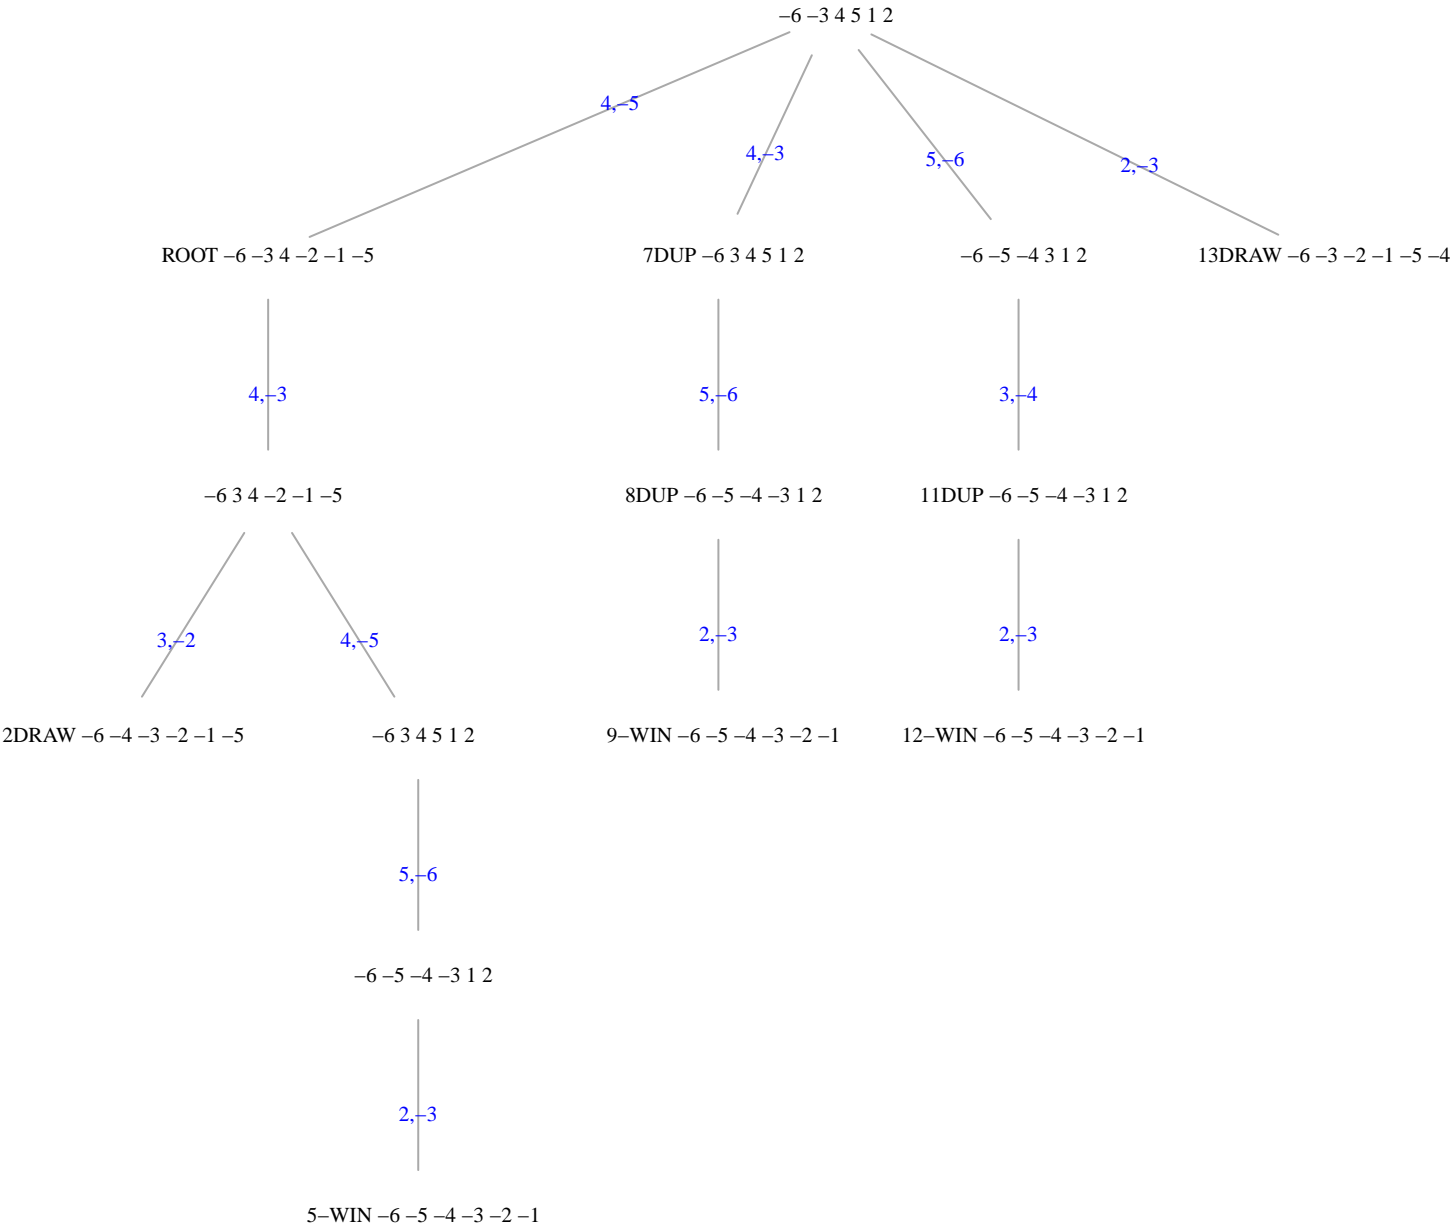 −6 −3 4 5 1 2
4,−5
4,−3
5,−6
2,−3
ROOT −6 −3 4 −2 −1 −5
7DUP −6 3 4 5 1 2
−6 −5 −4 3 1 2
13DRAW −6 −3 −2 −1 −5 −4
4,−3
5,−6
3,−4
−6 3 4 −2 −1 −5
8DUP −6 −5 −4 −3 1 2
11DUP −6 −5 −4 −3 1 2
3,−2
4,−5
2,−3
2,−3
2DRAW −6 −4 −3 −2 −1 −5
−6 3 4 5 1 2
9−WIN −6 −5 −4 −3 −2 −1
12−WIN −6 −5 −4 −3 −2 −1
5,−6
−6 −5 −4 −3 1 2
2,−3
5−WIN −6 −5 −4 −3 −2 −1